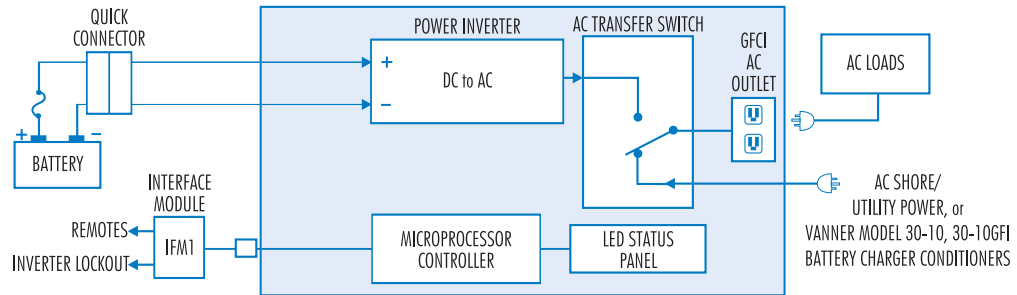 QUICK
CONNECTOR
POWER INVERTER
AC TRANSFER SWITCH
GFCI
AC
OUTLET
AC LOADS
+
−
DC to AC
+ −
BATTERY
INTERFACE
MODULE
REMOTES
INVERTER LOCKOUT
IFM1
MICROPROCESSOR
CONTROLLER
LED STATUS
PANEL
AC SHORE/
UTILITY POWER, or
VANNER MODEL 30-10, 30-10GFI
BATTERY CHARGER CONDITIONERS